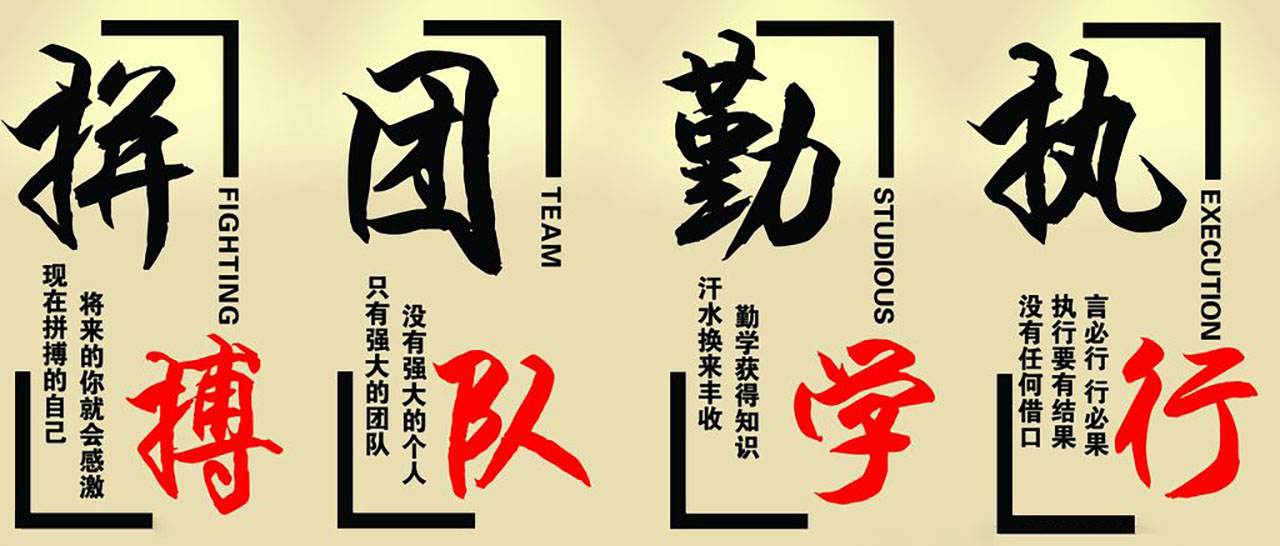 拼搏
FIGHTING
将来的你就会感激
现在拼搏的自己
团队
TEAM
没有强大的个人
只有强大的团队
勤学
STUDIOUS
勤学获得知识
汗水换来丰收
执行
EXECUTION
言必行 行必果
执行要有结果
没有任何借口